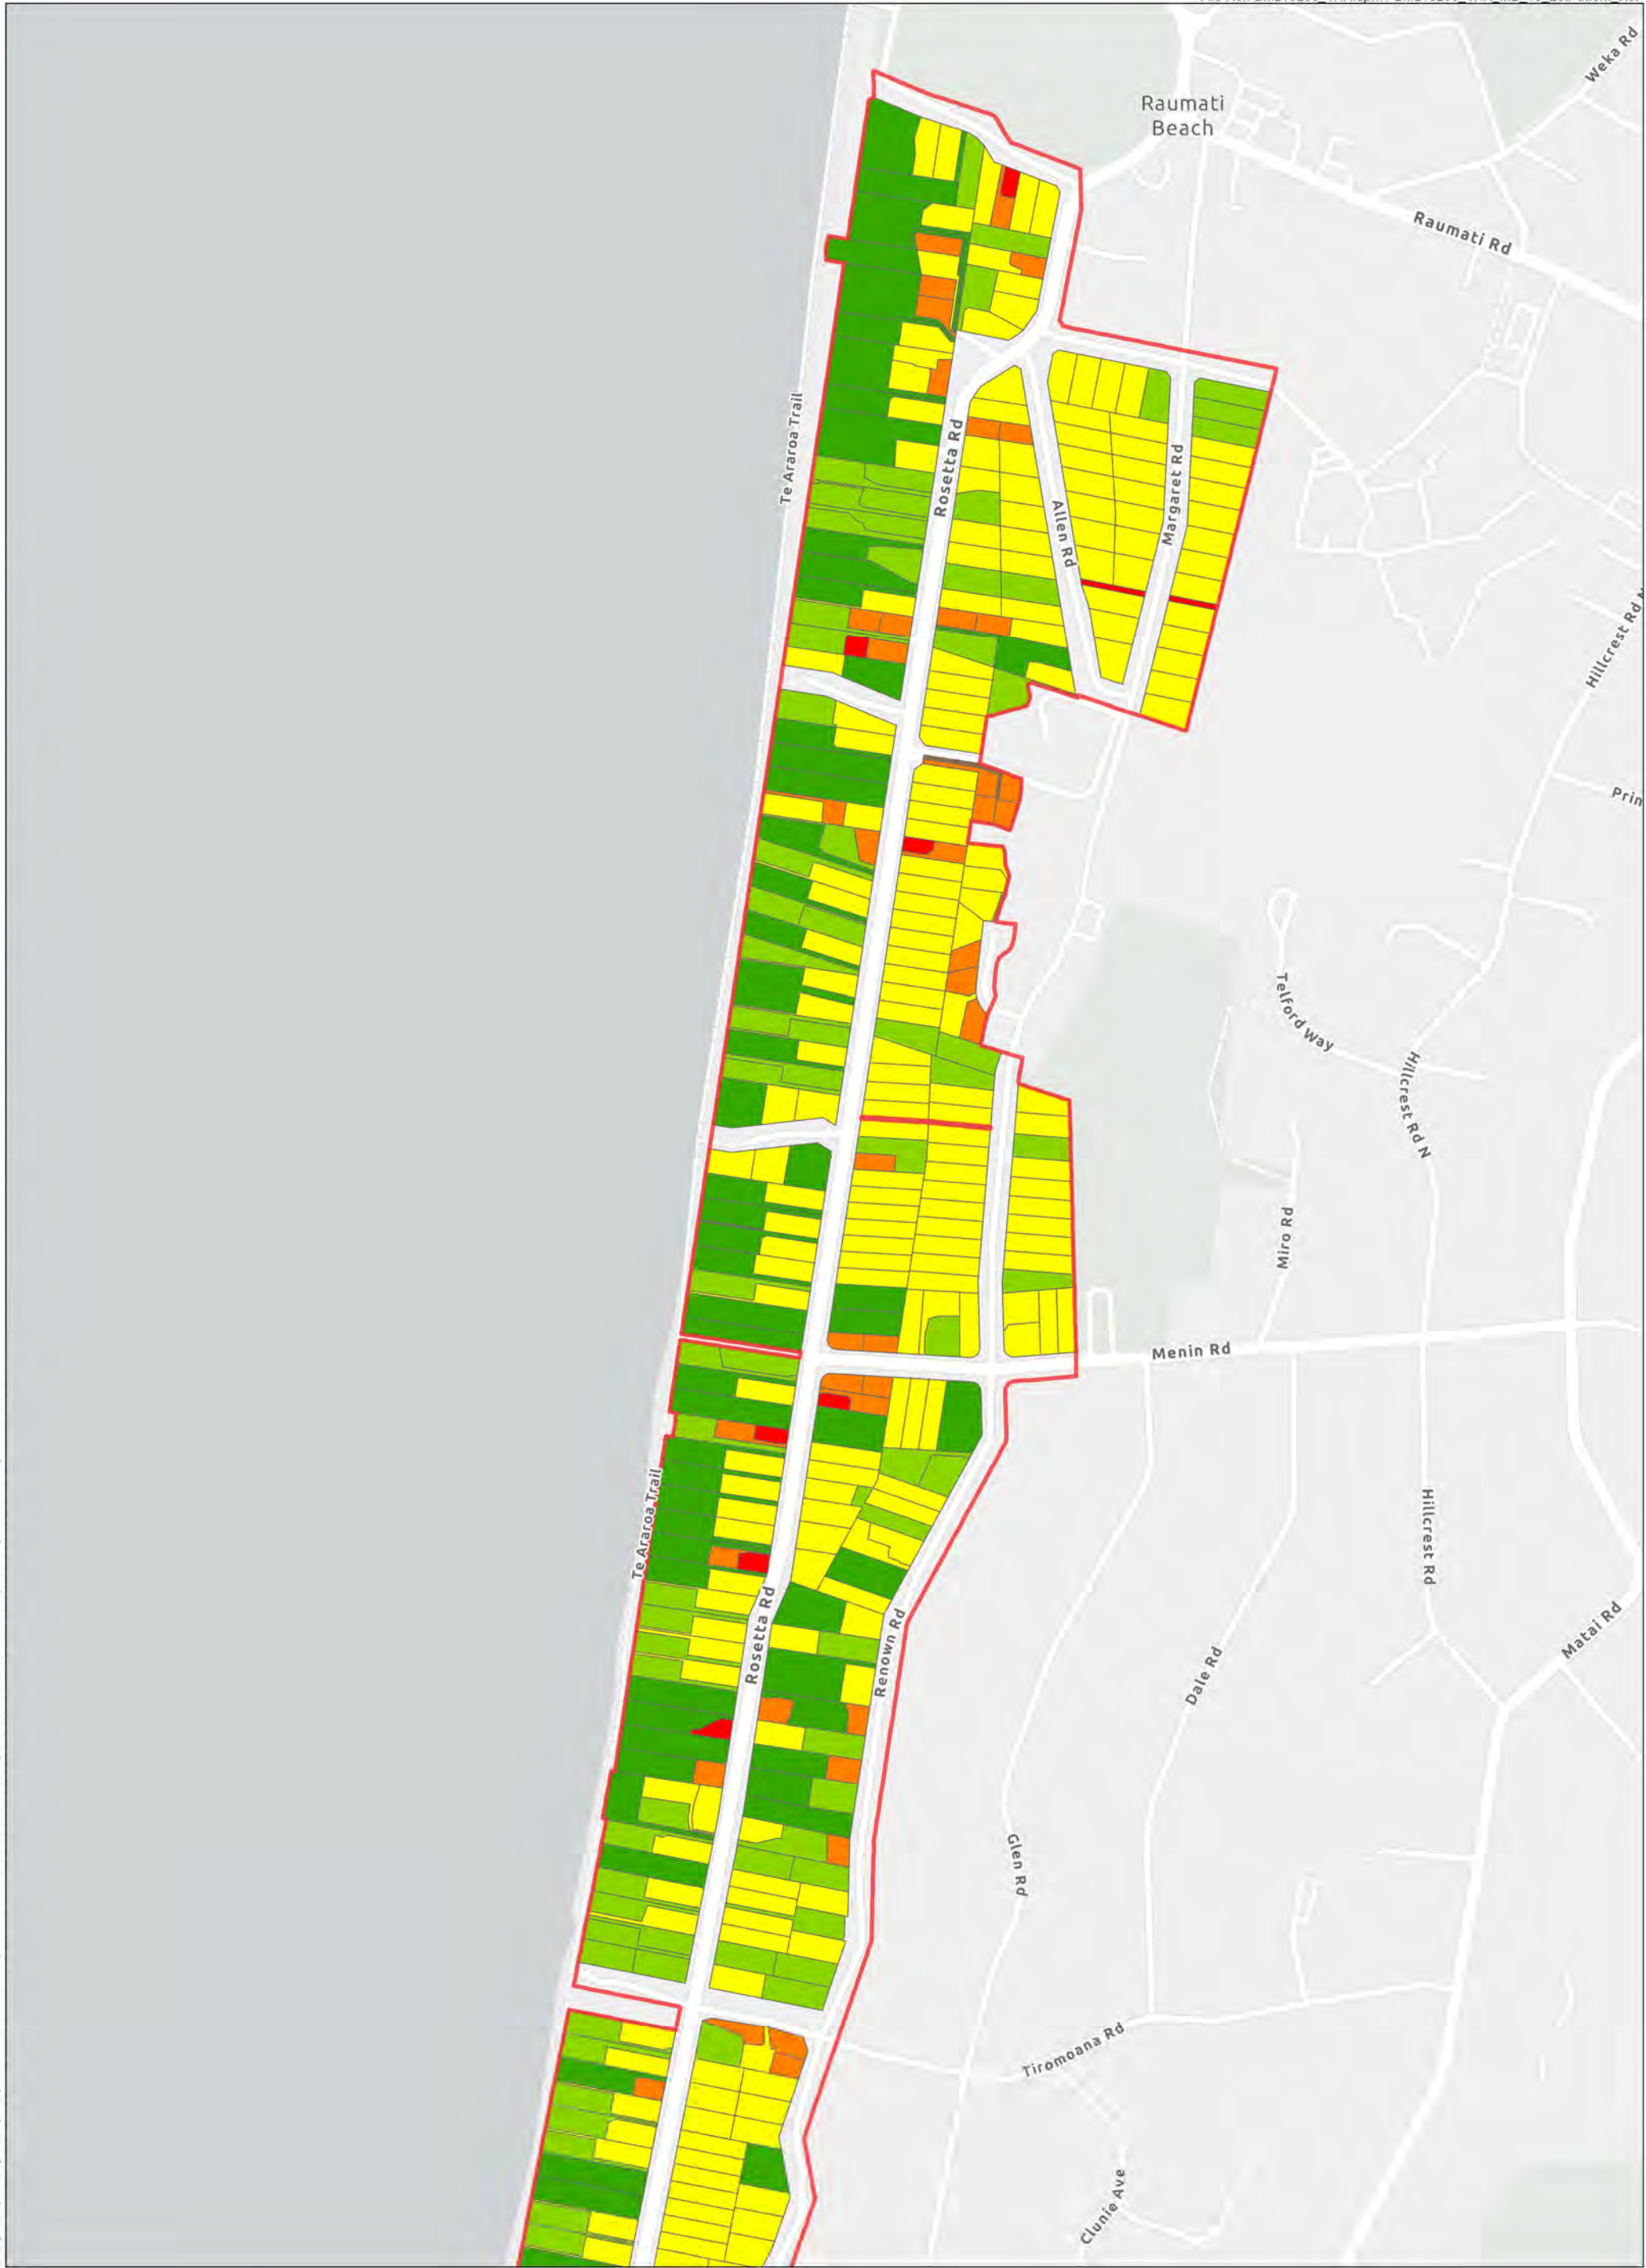 Weka Rd
Raumati
Beach
Raumati Rd
Te Araroa Trail
Rosetta Rd
Allen Rd
Margaret Rd
Hillcrest Rd N
Prin
Telford Way
Hillcrest Rd N
Miro Rd
Menin Rd
Te Araroa Trail
Hillcrest Rd
Rosetta Rd
Renown Rd
Matai Rd
Dale Rd
Glen Rd
Tiromoana Rd
Clunie Ave